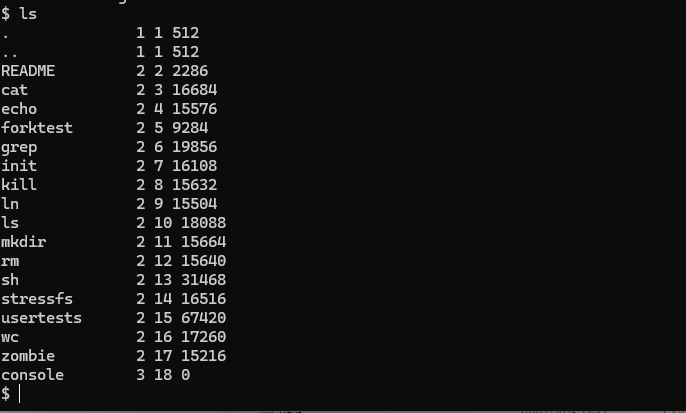 $ ls
. 1 1 512
.. 1 1 512
README 2 2 2286
cat 2 3 16684
echo 2 4 15576
forktest 2 5 9284
grep 2 6 19856
init 2 7 16108
kill 2 8 15632
ln 2 9 15504
ls 2 10 18088
mkdir 2 11 15664
rm 2 12 15640
sh 2 13 31468
stressfs 2 14 16516
usertests 2 15 67420
wc 2 16 17260
zombie 2 17 15216
console 3 18 0
$